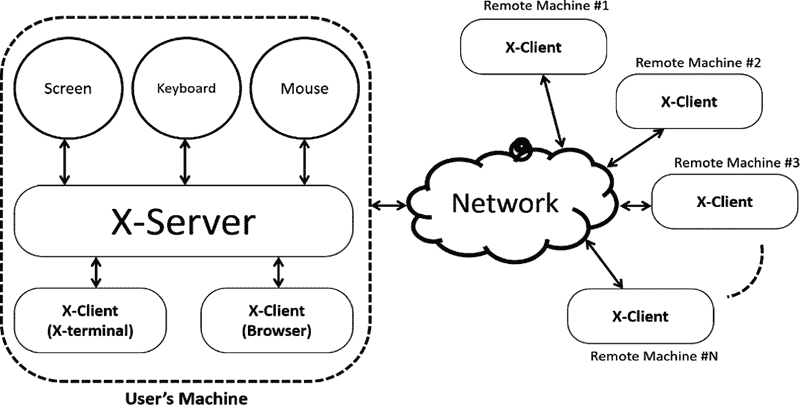 Screen
Keyboard
Mouse
X-Server
X-Client
(X-terminal)
X-Client
(Browser)
User's Machine
Network
Remote Machine #1
X-Client
Remote Machine #2
X-Client
Remote Machine #3
X-Client
X-Client
Remote Machine #N